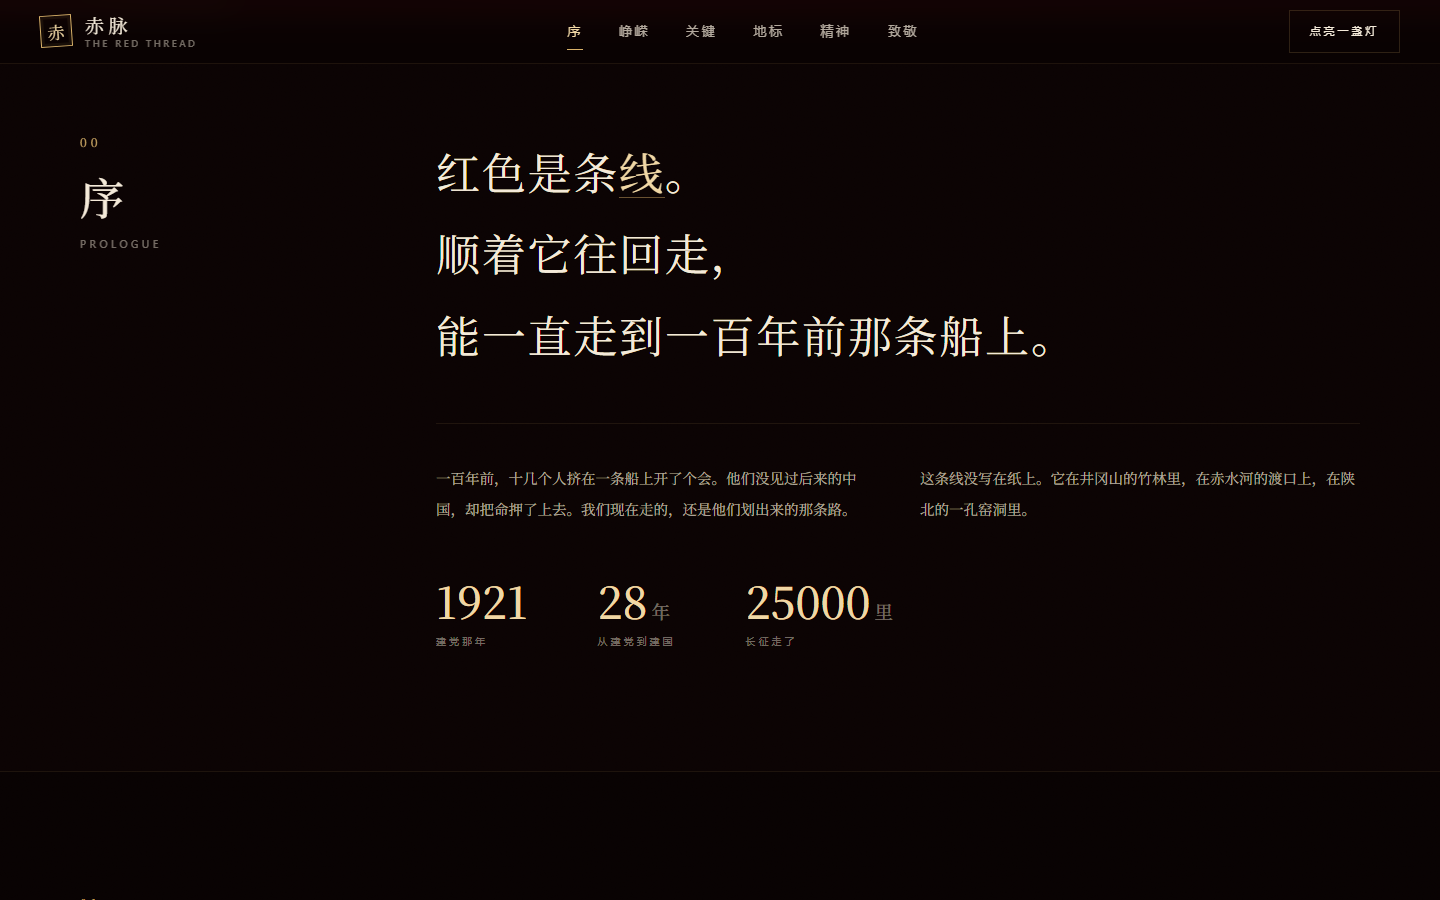 赤
赤脉
THE RED THREAD
序
峥嵘
关键
地标
精神
致敬
点亮一盏灯
00
序
PROLOGUE
红色是条线。
顺着它往回走，
能一直走到一百年前那条船上。
一百年前，十几个人挤在一条船上开了个会。他们没见过后来的中
国，却把命押了上去。我们现在走的，还是他们划出来的那条路。
这条线没写在纸上。它在井冈山的竹林里，在赤水河的渡口上，在陕
北的一孔窑洞里。
1921
建党那年
28年
从建党到建国
25000里
长征走了